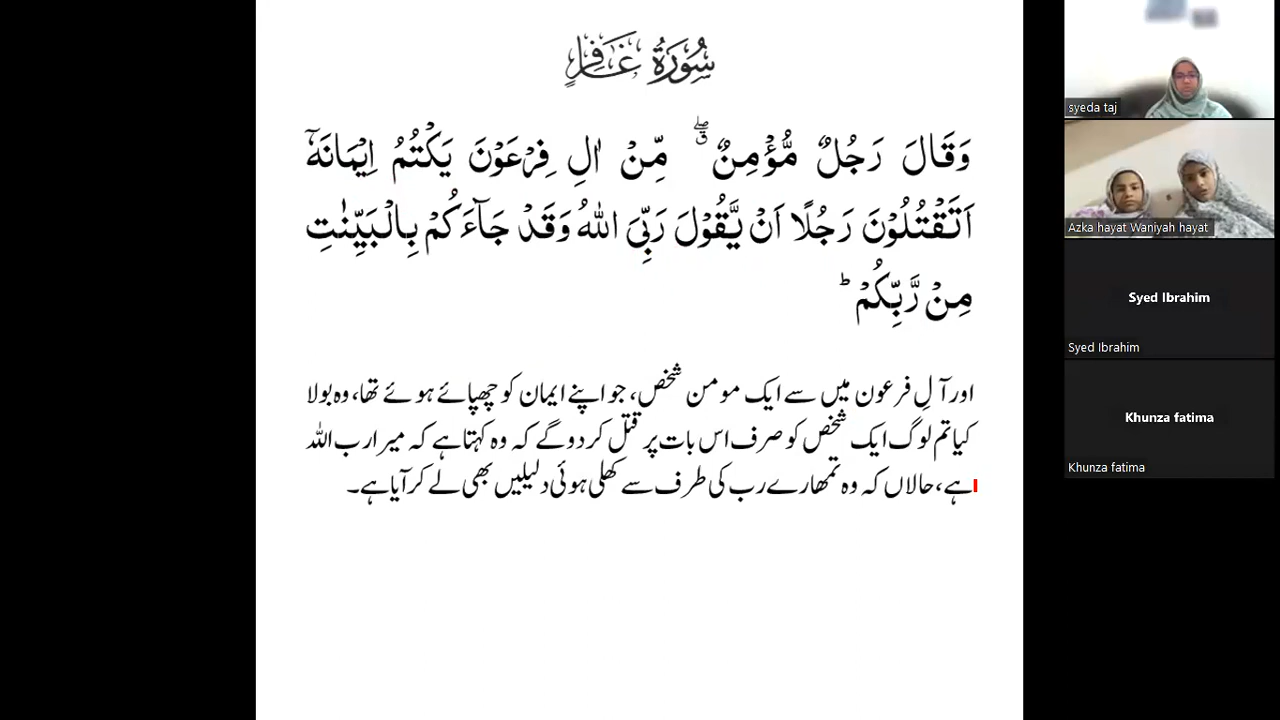 سُوۡرَةُ غَافِرٍ
وَقَالَ رَجُلٌ مُّؤۡمِنٌ ۖۗ مِّنۡ اٰلِ فِرۡعَوۡنَ يَكۡتُمُ اِيۡمَانَهٗۤ
اَتَقۡتُلُوۡنَ رَجُلًا اَنۡ يَّقُوۡلَ رَبِّىَ اللّٰهُ وَقَدۡ جَآءَكُمۡ بِالۡبَيِّنٰتِ
مِنۡ رَّبِّكُمۡ ؕ
اور آلِ فرعون میں سے ایک مومن شخص، جو اپنے ایمان کو چھپائے ہوئے تھا، وہ بولا
کیا تم لوگ ایک شخص کو صرف اس بات پر قتل کر دو گے کہ وہ کہتا ہے کہ میرا رب اللہ
ہے، حالاں کہ وہ تمھارے رب کی طرف سے کھلی ہوئی دلیلیں بھی لے کر آیا ہے۔
syeda taj
Azka hayat Waniyah hayat
Syed Ibrahim
Syed Ibrahim
Khunza fatima
Khunza fatima